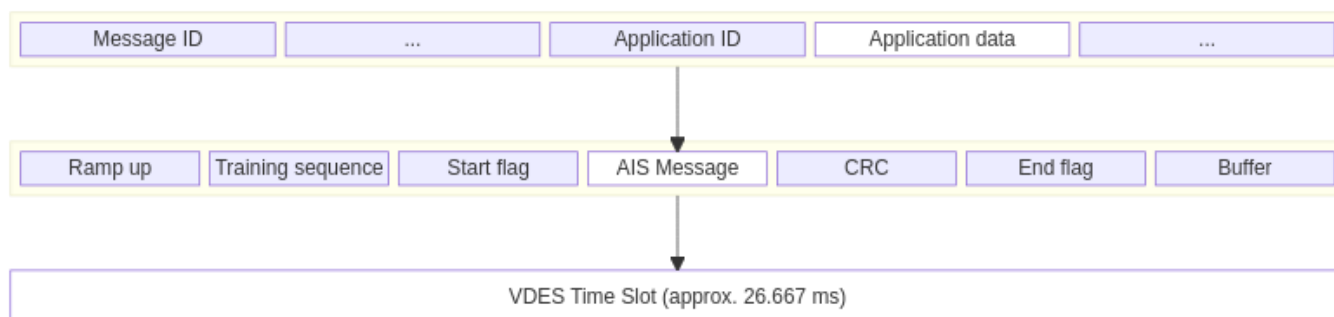 Message ID ... Application ID Application data ...
Ramp up Training sequence Start flag AIS Message CRC End flag Buffer
VDES Time Slot (approx. 26.667 ms)